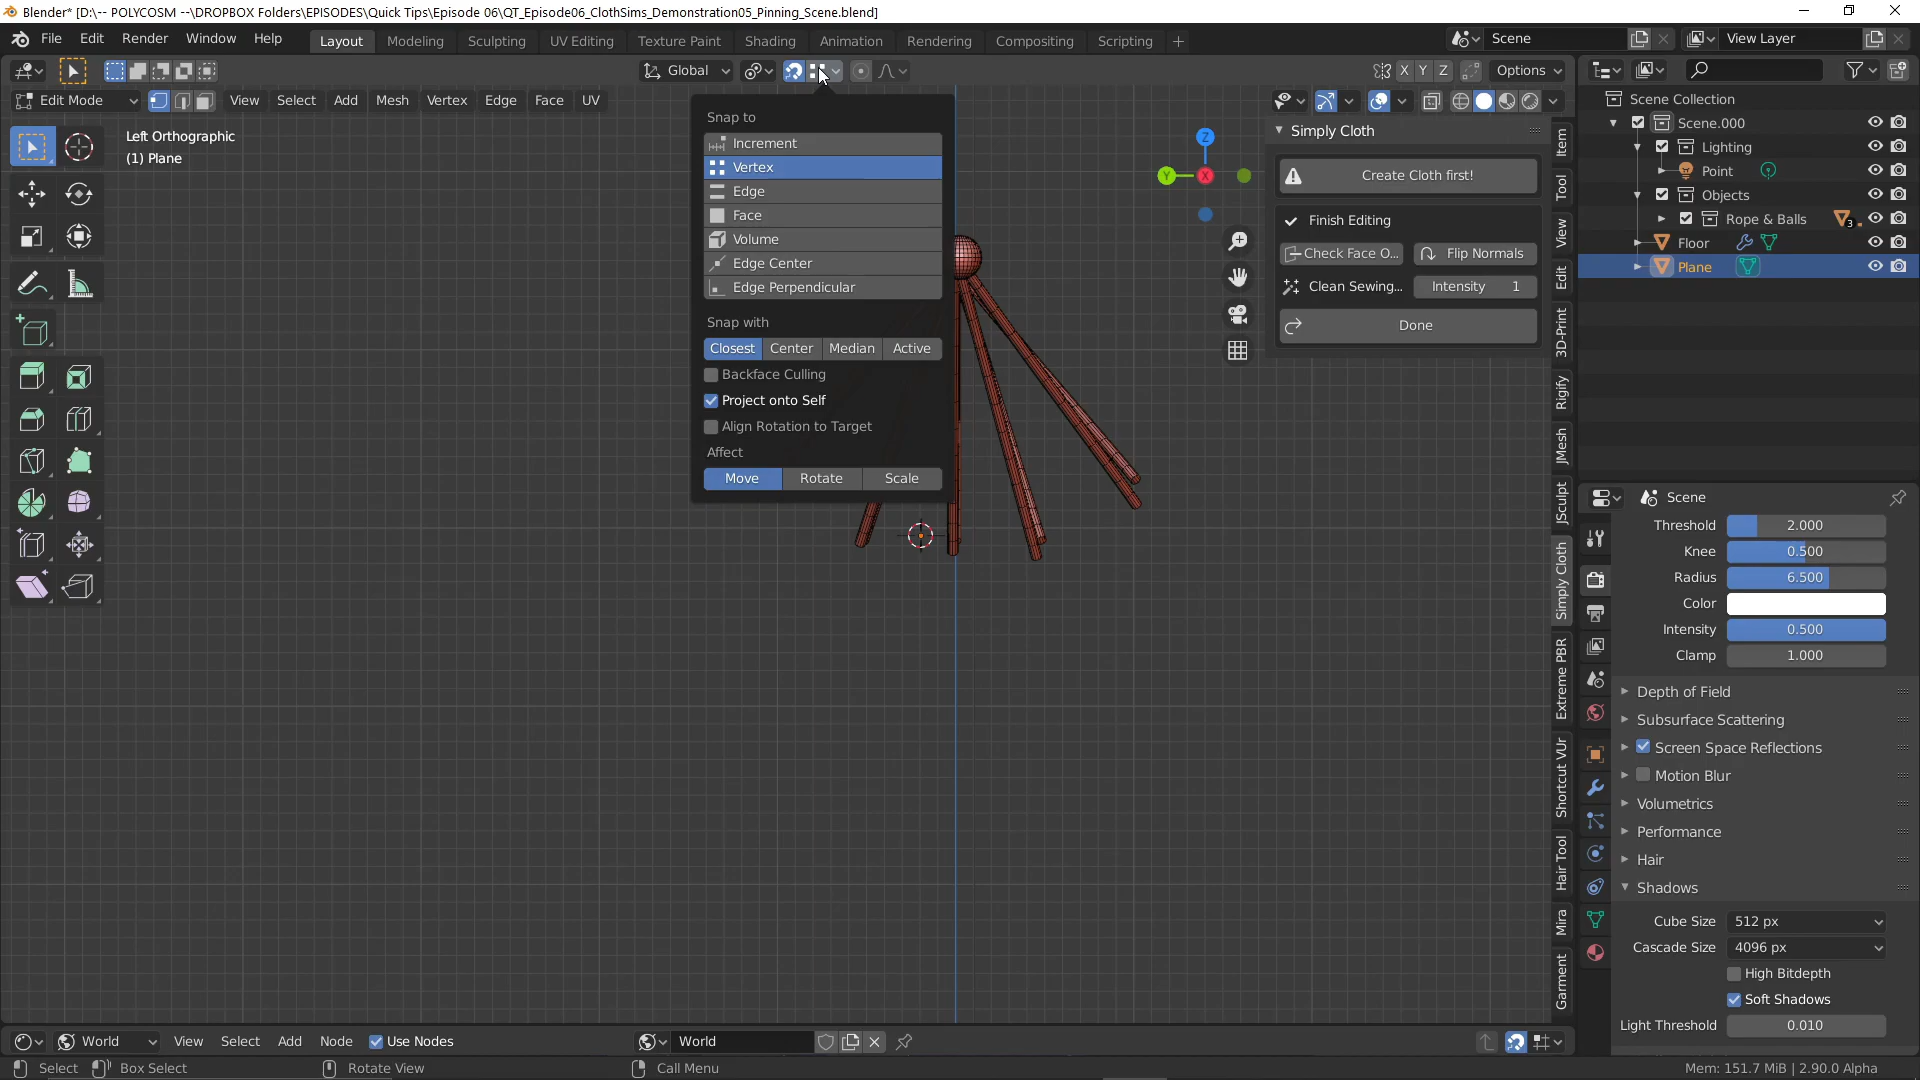 Blender* [D:\-- POLYCOSM --\DROPBOX Folders\EPISODES\Quick Tips\Episode 06\QT_Episode06_ClothSims_Demonstration05_Pinning_Scene.blend]
File Edit Render Window Help Layout Modeling Sculpting UV Editing Texture Paint Shading Animation Rendering Compositing Scripting + Scene View Layer
Global X Y Z Options
Edit Mode View Select Add Mesh Vertex Edge Face UV
Left Orthographic
(1) Plane
Snap to
Increment
Vertex
Edge
Face
Volume
Edge Center
Edge Perpendicular
Snap with
Closest Center Median Active
Backface Culling
Project onto Self
Align Rotation to Target
Affect
Move Rotate Scale
Z
Y
X
Simply Cloth
Create Cloth first!
Finish Editing
Check Face O... Flip Normals
Clean Sewing... Intensity 1
Done
Item
Tool
View
Edit
3D-Print
Rigify
JMesh
JSculpt
Simply Cloth
Extreme PBR
Shortcut VUr
Hair Tool
Mira
Garment
Scene Collection
Scene.000
Lighting
Point
Objects
Rope & Balls 3
Floor
Plane
Scene
Threshold 2.000
Knee 0.500
Radius 6.500
Color
Intensity 0.500
Clamp 1.000
Depth of Field
Subsurface Scattering
Screen Space Reflections
Motion Blur
Volumetrics
Performance
Hair
Shadows
Cube Size 512 px
Cascade Size 4096 px
High Bitdepth
Soft Shadows
Light Threshold 0.010
World View Select Add Node Use Nodes World
Select Box Select Rotate View Call Menu Mem: 151.7 MiB | 2.90.0 Alpha